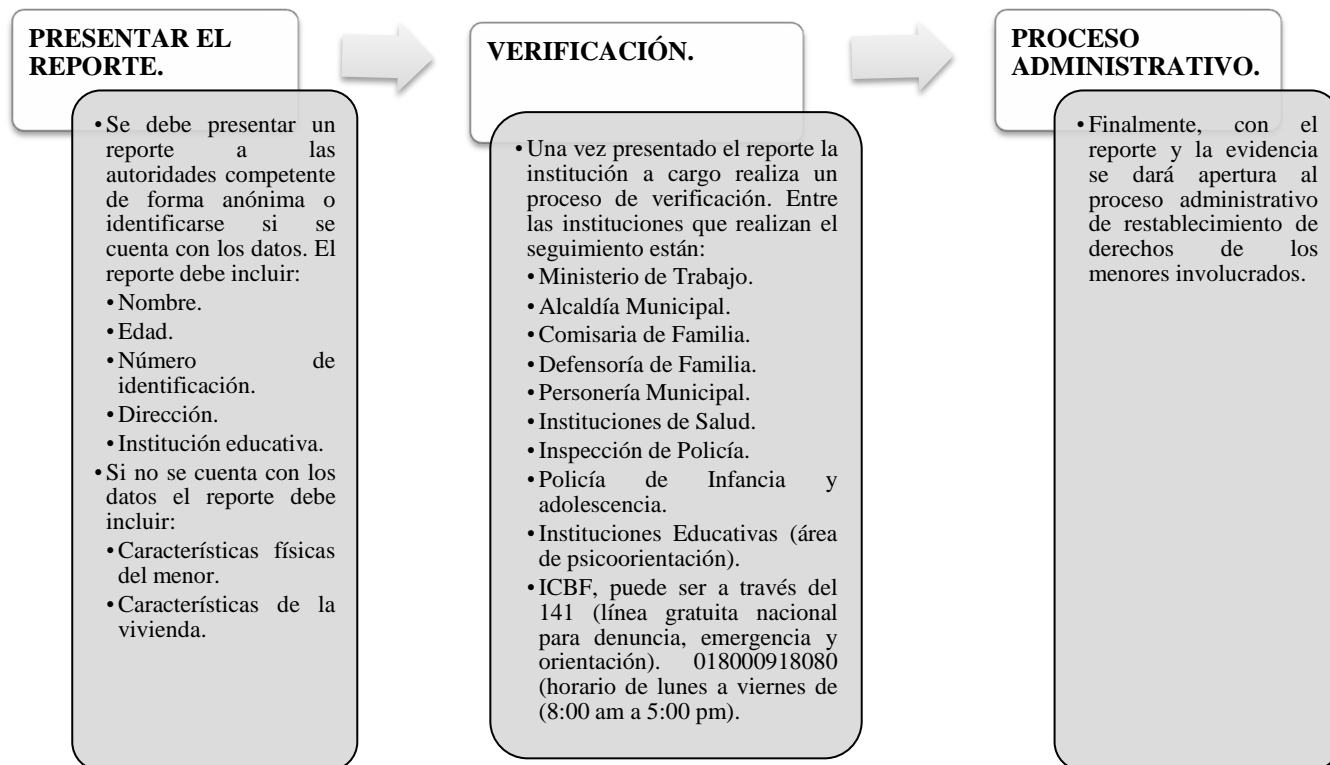 PRESENTAR EL
REPORTE.
• Se debe presentar un
reporte a las
autoridades competente
de forma anónima o
identificarse si se
cuenta con los datos. El
reporte debe incluir:
• Nombre.
• Edad.
• Número de
identificación.
• Dirección.
• Institución educativa.
• Si no se cuenta con los
datos el reporte debe
incluir:
• Características físicas
del menor.
• Características de la
vivienda.
VERIFICACIÓN.
• Una vez presentado el reporte la
institución a cargo realiza un
proceso de verificación. Entre
las instituciones que realizan el
seguimiento están:
• Ministerio de Trabajo.
• Alcaldía Municipal.
• Comisaria de Familia.
• Defensoría de Familia.
• Personería Municipal.
• Instituciones de Salud.
• Inspección de Policía.
• Policía de Infancia y
adolescencia.
• Instituciones Educativas (área
de psicoorientación).
• ICBF, puede ser a través del
141 (línea gratuita nacional
para denuncia, emergencia y
orientación). 018000918080
(horario de lunes a viernes de
(8:00 am a 5:00 pm).
PROCESO
ADMINISTRATIVO.
• Finalmente, con el
reporte y la evidencia
se dará apertura al
proceso administrativo
de restablecimiento de
derechos de los
menores involucrados.